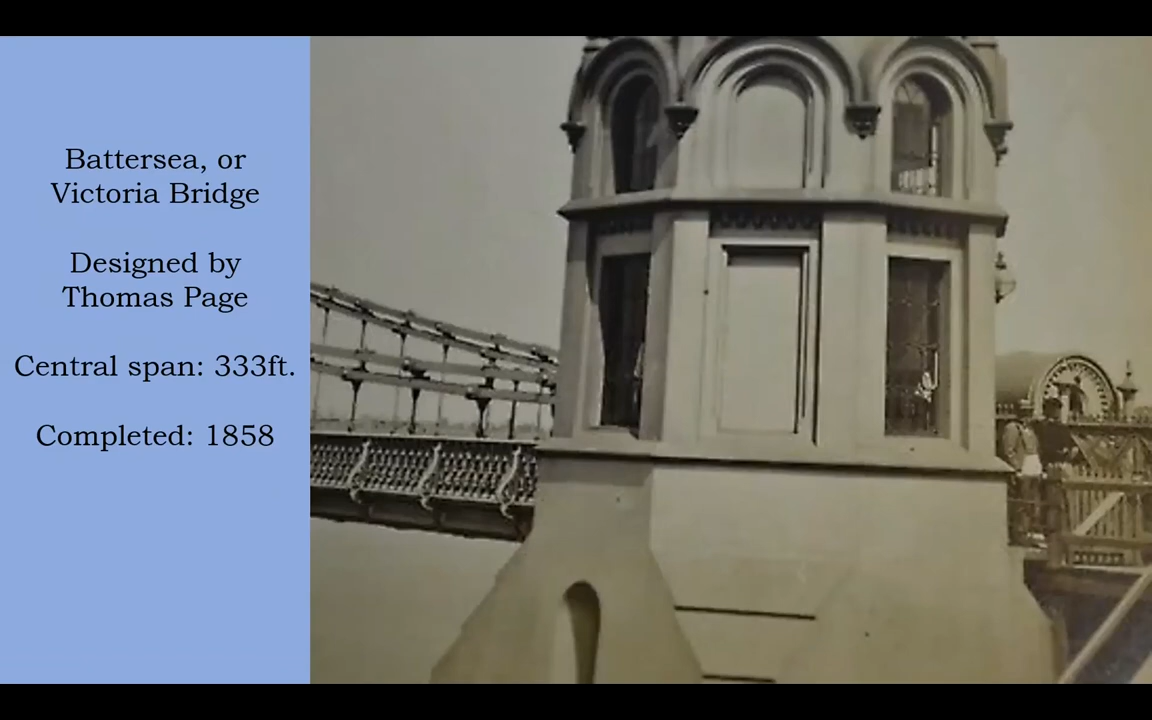 Battersea, or
Victoria Bridge
Designed by
Thomas Page
Central span: 333ft.
Completed: 1858